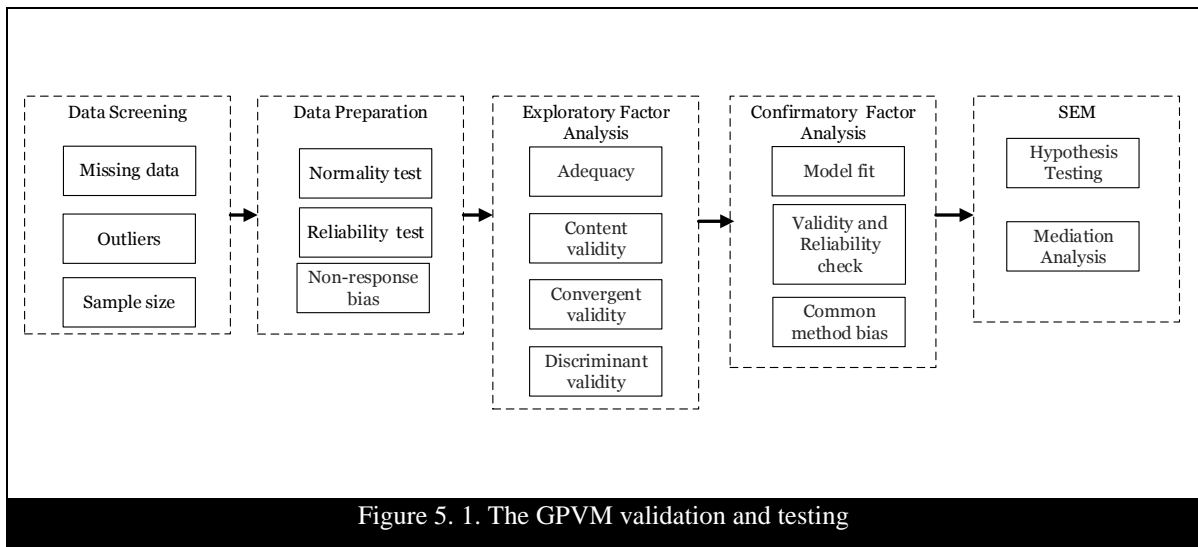 Data Screening
Missing data
Outliers
Sample size
Data Preparation
Normality test
Reliability test
Non-response
bias
Exploratory Factor
Analysis
Adequacy
Content
validity
Convergent
validity
Discriminant
validity
Confirmatory Factor
Analysis
Model fit
Validity and
Reliability
check
Common
method bias
SEM
Hypothesis
Testing
Mediation
Analysis
Figure 5. 1. The GPVM validation and testing